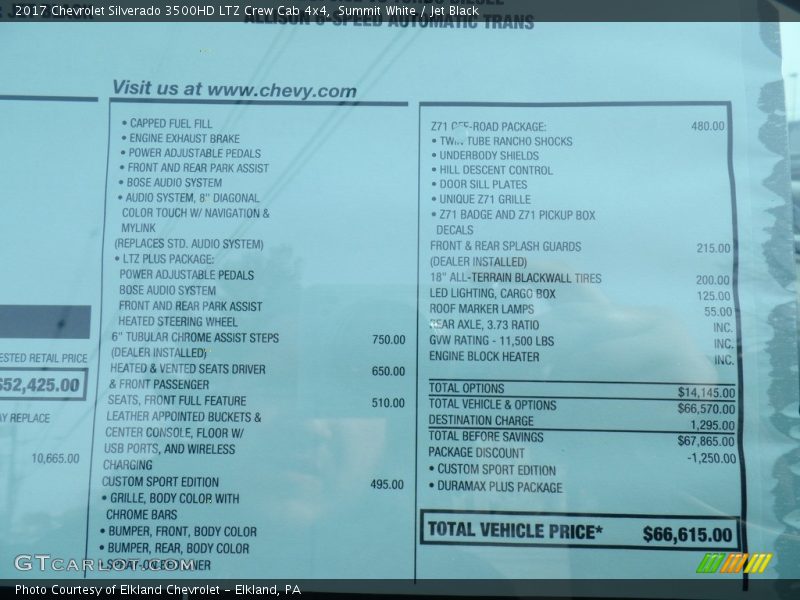 2017 Chevrolet Silverado 3500HD LTZ Crew Cab 4x4, Summit White / Jet Black
ALLISON 6-SPEED AUTOMATIC TRANS
Visit us at www.chevy.com
ESTED RETAIL PRICE
$52,425.00
AY REPLACE
10,665.00
• CAPPED FUEL FILL
• ENGINE EXHAUST BRAKE
• POWER ADJUSTABLE PEDALS
• FRONT AND REAR PARK ASSIST
• BOSE AUDIO SYSTEM
• AUDIO SYSTEM, 8" DIAGONAL
COLOR TOUCH W/ NAVIGATION &
MYLINK
(REPLACES STD. AUDIO SYSTEM)
• LTZ PLUS PACKAGE:
POWER ADJUSTABLE PEDALS
BOSE AUDIO SYSTEM
FRONT AND REAR PARK ASSIST
HEATED STEERING WHEEL
6" TUBULAR CHROME ASSIST STEPS 750.00
(DEALER INSTALLED)
HEATED & VENTED SEATS DRIVER 650.00
& FRONT PASSENGER
SEATS, FRONT FULL FEATURE 510.00
LEATHER APPOINTED BUCKETS &
CENTER CONSOLE, FLOOR W/
USB PORTS, AND WIRELESS
CHARGING
CUSTOM SPORT EDITION 495.00
• GRILLE, BODY COLOR WITH
CHROME BARS
• BUMPER, FRONT, BODY COLOR
• BUMPER, REAR, BODY COLOR
Z71 OFF-ROAD PACKAGE: 480.00
• TWIN TUBE RANCHO SHOCKS
• UNDERBODY SHIELDS
• HILL DESCENT CONTROL
• DOOR SILL PLATES
• UNIQUE Z71 GRILLE
• Z71 BADGE AND Z71 PICKUP BOX
DECALS
FRONT & REAR SPLASH GUARDS 215.00
(DEALER INSTALLED)
18" ALL-TERRAIN BLACKWALL TIRES 200.00
LED LIGHTING, CARGO BOX 125.00
ROOF MARKER LAMPS 55.00
REAR AXLE, 3.73 RATIO INC.
GVW RATING - 11,500 LBS INC.
ENGINE BLOCK HEATER INC.
TOTAL OPTIONS $14,145.00
TOTAL VEHICLE & OPTIONS $66,570.00
DESTINATION CHARGE 1,295.00
TOTAL BEFORE SAVINGS $67,865.00
PACKAGE DISCOUNT -1,250.00
• CUSTOM SPORT EDITION
• DURAMAX PLUS PACKAGE
TOTAL VEHICLE PRICE* $66,615.00
GTCARLOT.COM
Photo Courtesy of Elkland Chevrolet – Elkland, PA